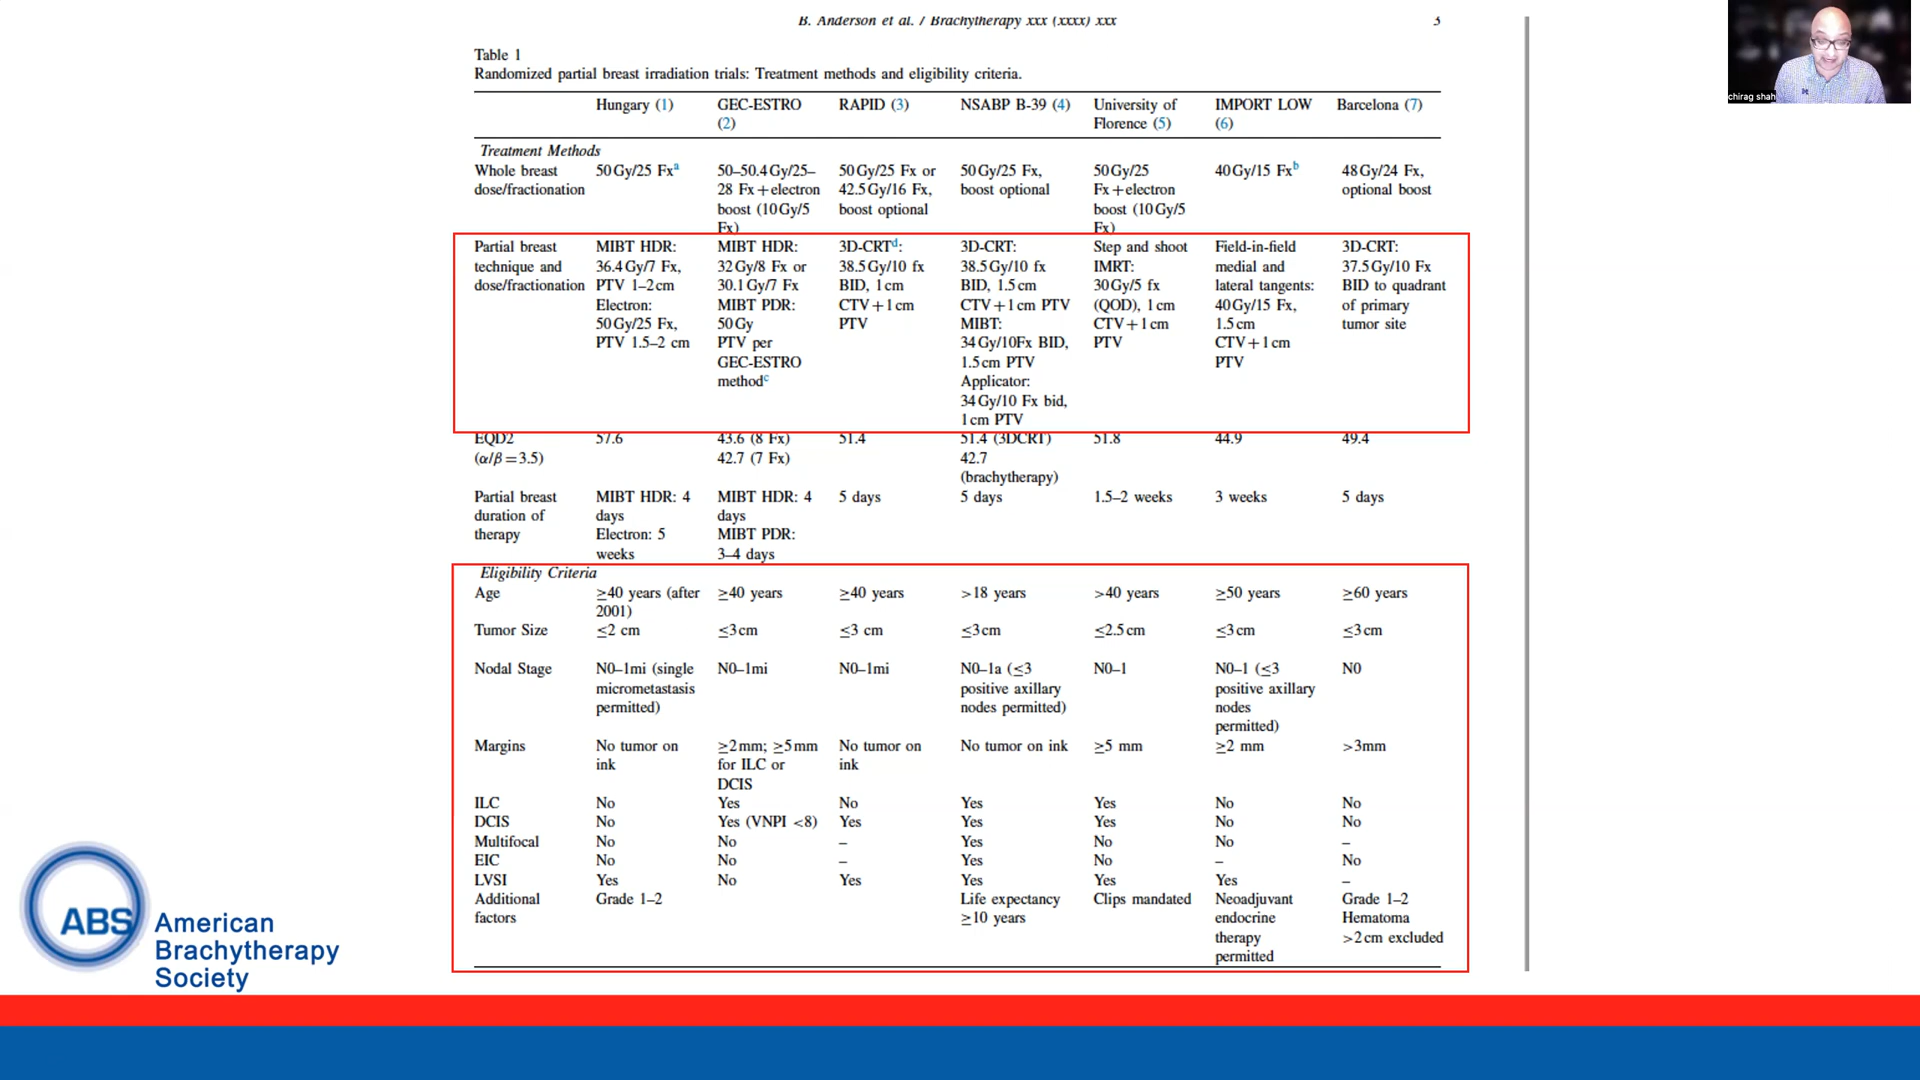 B. Anderson et al. / Brachytherapy xxx (xxxx) xxx 3
Table 1
Randomized partial breast irradiation trials: Treatment methods and eligibility criteria.
Hungary (1) GEC-ESTRO (2) RAPID (3) NSABP B-39 (4) University of Florence (5) IMPORT LOW (6) Barcelona (7)
Treatment Methods
Whole breast dose/fractionation 50 Gy/25 Fxa 50–50.4 Gy/25–28 Fx + electron boost (10 Gy/5 Fx) 50 Gy/25 Fx or 42.5 Gy/16 Fx, boost optional 50 Gy/25 Fx, boost optional 50 Gy/25 Fx + electron boost (10 Gy/5 Fx) 40 Gy/15 Fxb 48 Gy/24 Fx, optional boost
Partial breast technique and dose/fractionation MIBT HDR: 36.4 Gy/7 Fx, PTV 1–2 cm Electron: 50 Gy/25 Fx, PTV 1.5–2 cm MIBT HDR: 32 Gy/8 Fx or 30.1 Gy/7 Fx MIBT PDR: 50 Gy PTV per GEC-ESTRO methodc 3D-CRTd: 38.5 Gy/10 fx BID, 1 cm CTV + 1 cm PTV 3D-CRT: 38.5 Gy/10 fx BID, 1.5 cm CTV + 1 cm PTV MIBT: 34 Gy/10Fx BID, 1.5 cm PTV Applicator: 34 Gy/10 Fx bid, 1 cm PTV Step and shoot IMRT: 30 Gy/5 fx (QOD), 1 cm CTV + 1 cm PTV Field-in-field medial and lateral tangents: 40 Gy/15 Fx, 1.5 cm CTV + 1 cm PTV 3D-CRT: 37.5 Gy/10 Fx BID to quadrant of primary tumor site
EQD2 (α/β = 3.5) 57.6 43.6 (8 Fx) 42.7 (7 Fx) 51.4 51.4 (3DCRT) 42.7 (brachytherapy) 51.8 44.9 49.4
Partial breast duration of therapy MIBT HDR: 4 days Electron: 5 weeks MIBT HDR: 4 days MIBT PDR: 3–4 days 5 days 5 days 1.5–2 weeks 3 weeks 5 days
Eligibility Criteria
Age ≥40 years (after 2001) ≥40 years ≥40 years >18 years >40 years ≥50 years ≥60 years
Tumor Size ≤2 cm ≤3 cm ≤3 cm ≤3 cm ≤2.5 cm ≤3 cm ≤3 cm
Nodal Stage N0–1mi (single micrometastasis permitted) N0–1mi N0–1mi N0–1a (≤3 positive axillary nodes permitted) N0–1 N0–1 (≤3 positive axillary nodes permitted) N0
Margins No tumor on ink ≥2 mm; ≥5 mm for ILC or DCIS No tumor on ink No tumor on ink ≥5 mm ≥2 mm >3mm
ILC No Yes No Yes Yes No No
DCIS No Yes (VNPI <8) Yes Yes Yes No No
Multifocal No No – Yes No No –
EIC No No – Yes No – No
LVSI Yes No Yes Yes Yes Yes –
Additional factors Grade 1–2 Life expectancy ≥10 years Clips mandated Neoadjuvant endocrine therapy permitted Grade 1–2 Hematoma >2 cm excluded
chirag shah
ABS
American
Brachytherapy
Society